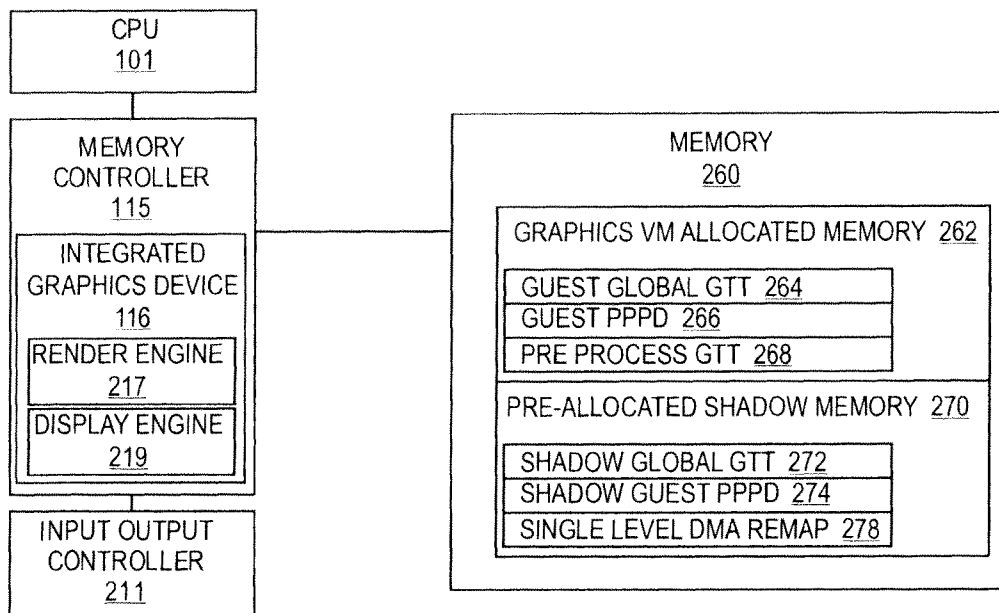 CPU
101
MEMORY
CONTROLLER
115
INTEGRATED
GRAPHICS DEVICE
116
RENDER ENGINE
217
DISPLAY ENGINE
219
INPUT OUTPUT
CONTROLLER
211
MEMORY
260
GRAPHICS VM ALLOCATED MEMORY 262
GUEST GLOBAL GTT 264
GUEST PPPD 266
PRE PROCESS GTT 268
PRE-ALLOCATED SHADOW MEMORY 270
SHADOW GLOBAL GTT 272
SHADOW GUEST PPPD 274
SINGLE LEVEL DMA REMAP 278